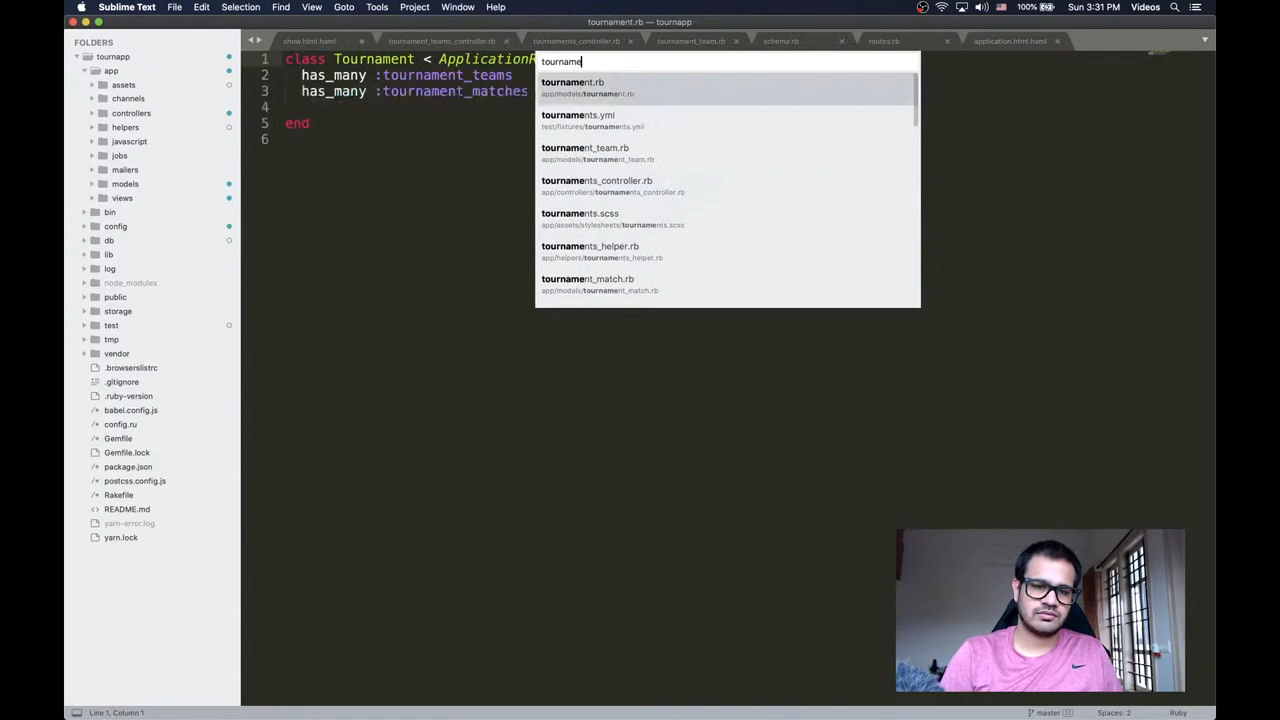 Sublime Text File Edit Selection Find View Goto Tools Project Window Help 100% Sun 3:31 PM Videos
tournament.rb — tournapp
FOLDERS
tournapp
app
assets
channels
controllers
helpers
javascript
jobs
mailers
models
views
bin
config
db
lib
log
node_modules
public
storage
test
tmp
vendor
.browserslistrc
.gitignore
.ruby-version
babel.config.js
config.ru
Gemfile
Gemfile.lock
package.json
postcss.config.js
Rakefile
README.md
yarn-error.log
yarn.lock
show.html.haml tournament_teams_controller.rb tournaments_controller.rb tournament_team.rb schema.rb routes.rb application.html.haml
1 class Tournament < ApplicationR
2 has_many :tournament_teams
3 has_many :tournament_matches
4
5 end
6
tourname
tournament.rb
app/models/tournament.rb
tournaments.yml
test/fixtures/tournaments.yml
tournament_team.rb
app/models/tournament_team.rb
tournaments_controller.rb
app/controllers/tournaments_controller.rb
tournaments.scss
app/assets/stylesheets/tournaments.scss
tournaments_helper.rb
app/helpers/tournaments_helper.rb
tournament_match.rb
app/models/tournament_match.rb
Line 1, Column 1 master 12 Spaces: 2 Ruby